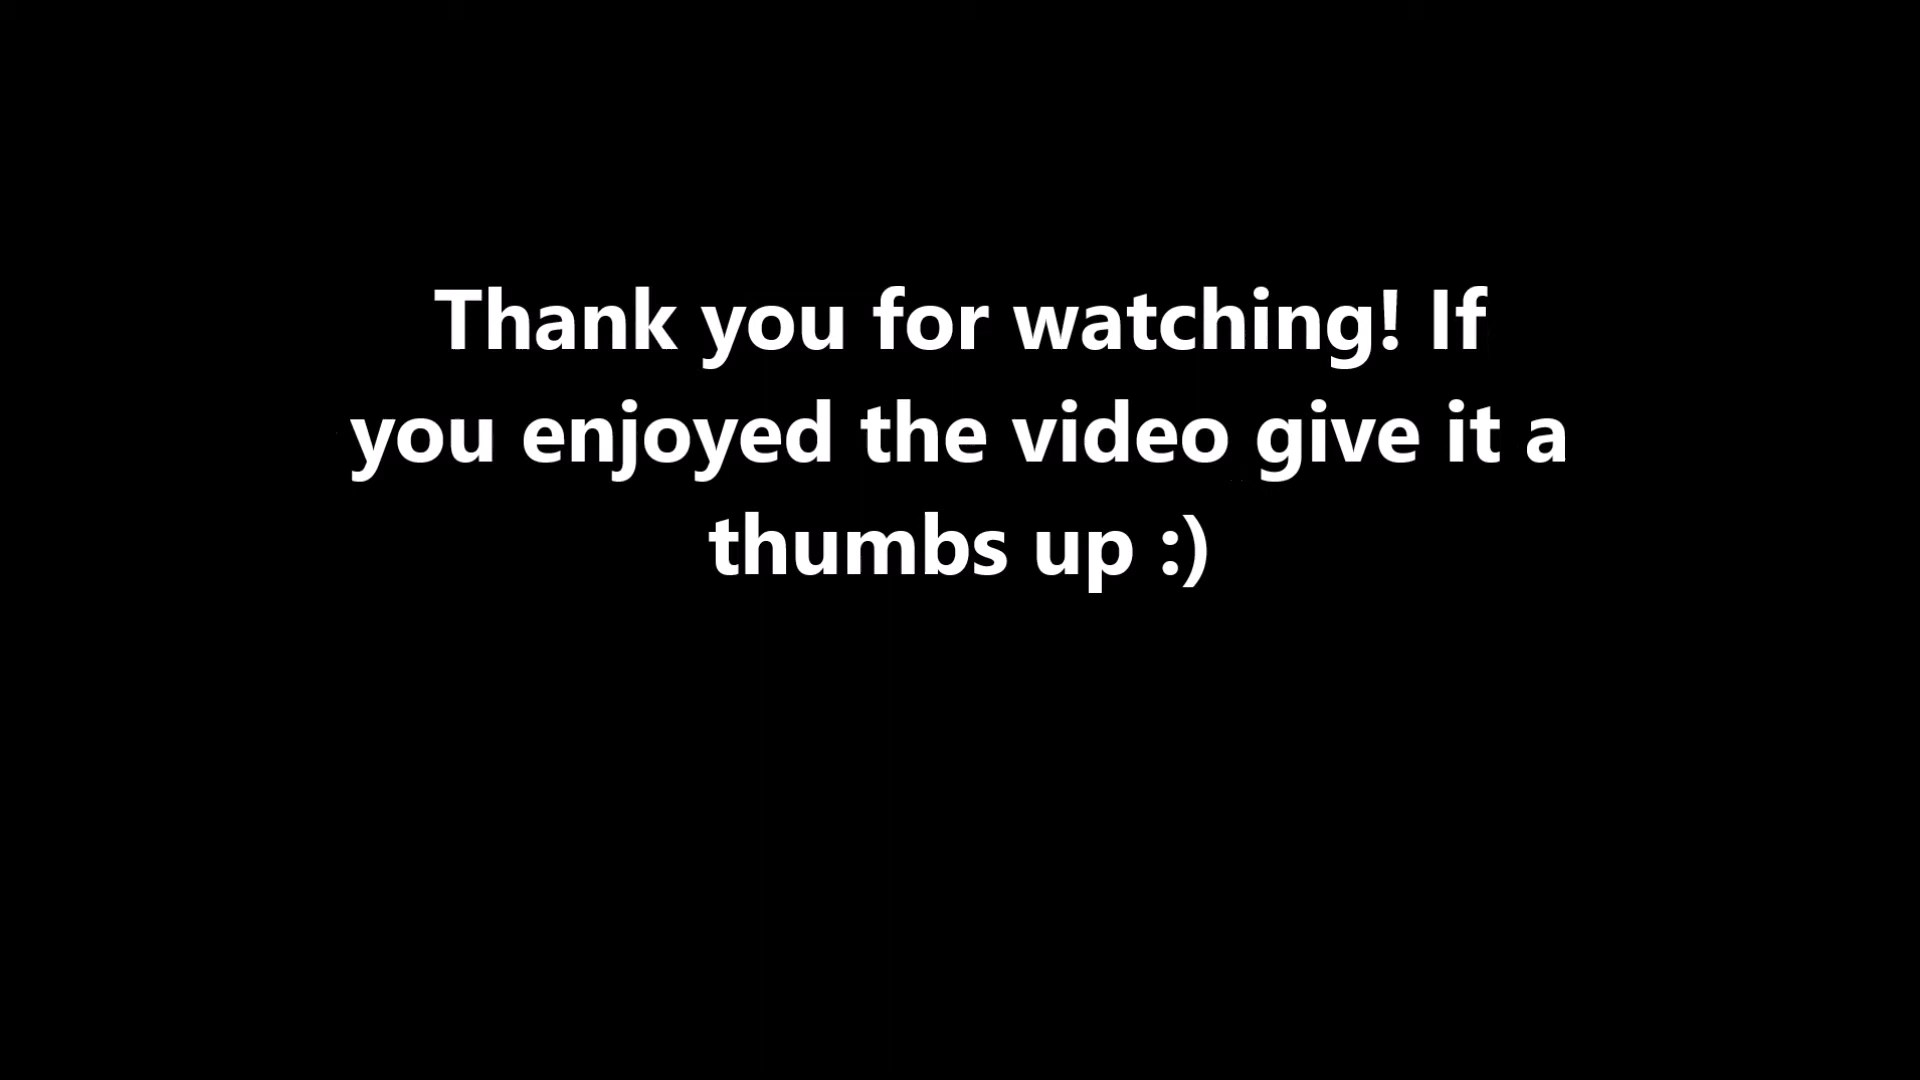 Thank you for watching! If
you enjoyed the video give it a
thumbs up :)